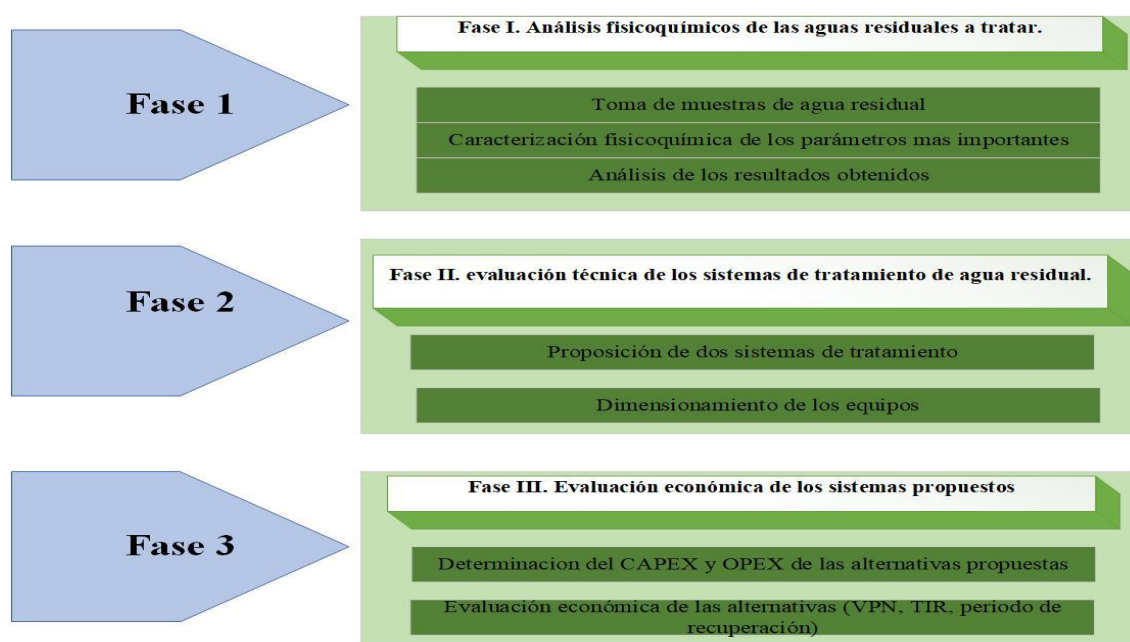 Fase 1
Fase I. Análisis fisicoquímicos de las aguas residuales a tratar.
Toma de muestras de agua residual
Caracterización fisicoquímica de los parámetros mas importantes
Análisis de los resultados obtenidos
Fase 2
Fase II. evaluación técnica de los sistemas de tratamiento de agua residual.
Proposición de dos sistemas de tratamiento
Dimensionamiento de los equipos
Fase 3
Fase III. Evaluación económica de los sistemas propuestos
Determinacion del CAPEX y OPEX de las alternativas propuestas
Evaluación económica de las alternativas (VPN, TIR, periodo de
recuperación)